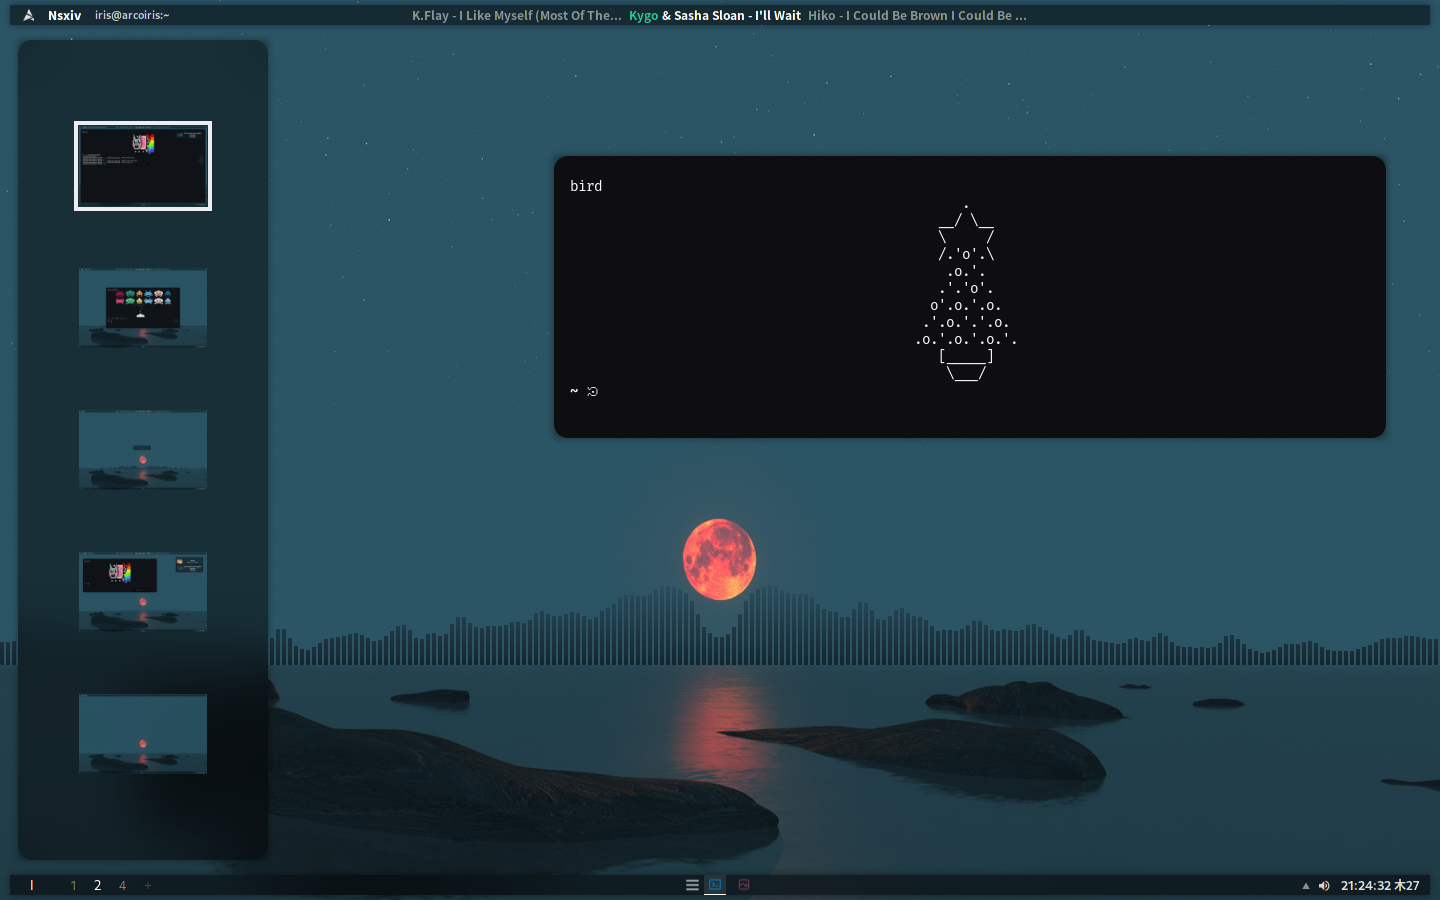 Nsxiv iris@arcoiris:~ K.Flay - I Like Myself (Most Of The... Kygo & Sasha Sloan - I'll Wait Hiko - I Could Be Brown I Could Be ...
bird
.
__/ \__
\     /
/.'o'.\
.o.'.
.'.'o'.
o'.o.'.o.
.'.o.'.'.o.
.o.'.o.'.o.'.
[_____]
\___/
~
I 1 2 4 + 21:24:32 木27